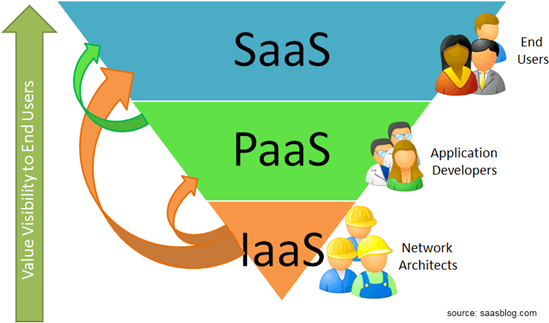 Value Visibility to End Users
SaaS
End
Users
PaaS
Application
Developers
IaaS
Network
Architects
source: saasblog.com